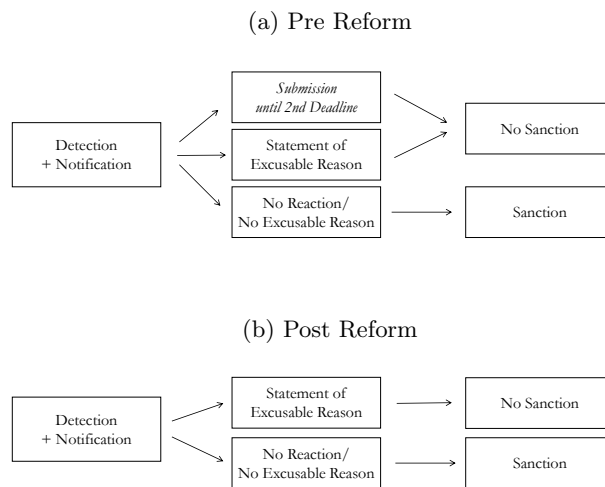 (a) Pre Reform
Submission
until 2nd Deadline
No Sanction
Detection
+ Notification
Statement of
Excusable Reason
No Reaction/
No Excusable Reason
Sanction
(b) Post Reform
Statement of
Excusable Reason
No Sanction
Detection
+ Notification
No Reaction/
No Excusable Reason
Sanction